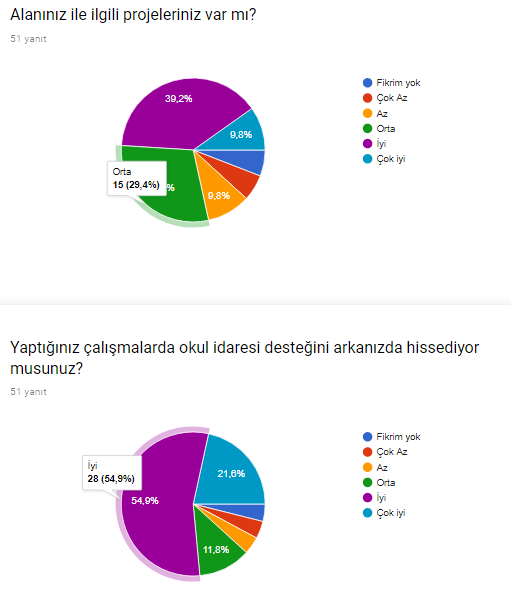 Alanınız ile ilgili projeleriniz var mı?
51 yanıt
39,2%
9,8%
9,8%
Orta
15 (29,4%)
%
Fikrim yok
Çok Az
Az
Orta
İyi
Çok iyi
Yaptığınız çalışmalarda okul idaresi desteğini arkanızda hissediyor
musunuz?
51 yanıt
İyi
28 (54,9%)
54,9%
21,6%
11,8%
Fikrim yok
Çok Az
Az
Orta
İyi
Çok iyi